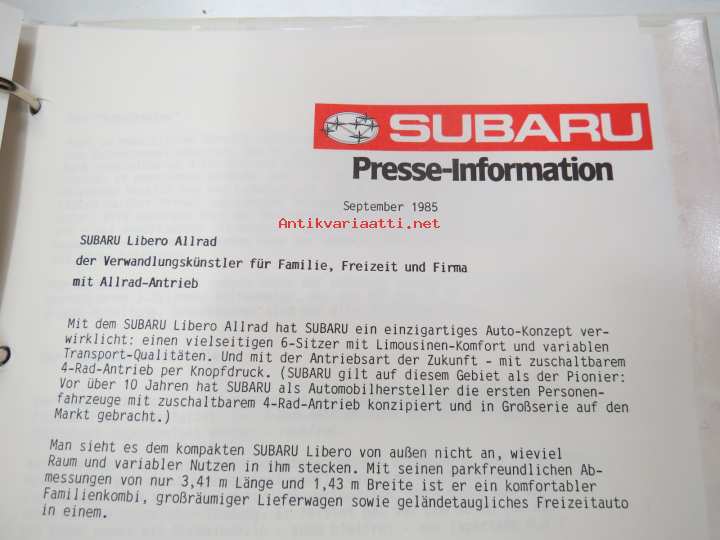 SUBARU
Presse-Information
September 1985
Antikvariaatti.net
SUBARU Libero Allrad
der Verwandlungskünstler für Familie, Freizeit und Firma
mit Allrad-Antrieb
Mit dem SUBARU Libero Allrad hat SUBARU ein einzigartiges Auto-Konzept ver-
wirklicht: einen vielseitigen 6-Sitzer mit Limousinen-Komfort und variablen
Transport-Qualitäten. Und mit der Antriebsart der Zukunft - mit zuschaltbarem
4-Rad-Antrieb per Knopfdruck. (SUBARU gilt auf diesem Gebiet als der Pionier:
Vor über 10 Jahren hat SUBARU als Automobilhersteller die ersten Personen-
fahrzeuge mit zuschaltbarem 4-Rad-Antrieb konzipiert und in Großserie auf den
Markt gebracht.)
Man sieht es dem kompakten SUBARU Libero von außen nicht an, wieviel
Raum und variabler Nutzen in ihm stecken. Mit seinen parkfreundlichen Ab-
messungen von nur 3,41 m Länge und 1,43 m Breite ist er ein komfortabler
Familienkombi, großräumiger Lieferwagen sowie geländetaugliches Freizeitauto
in einem.